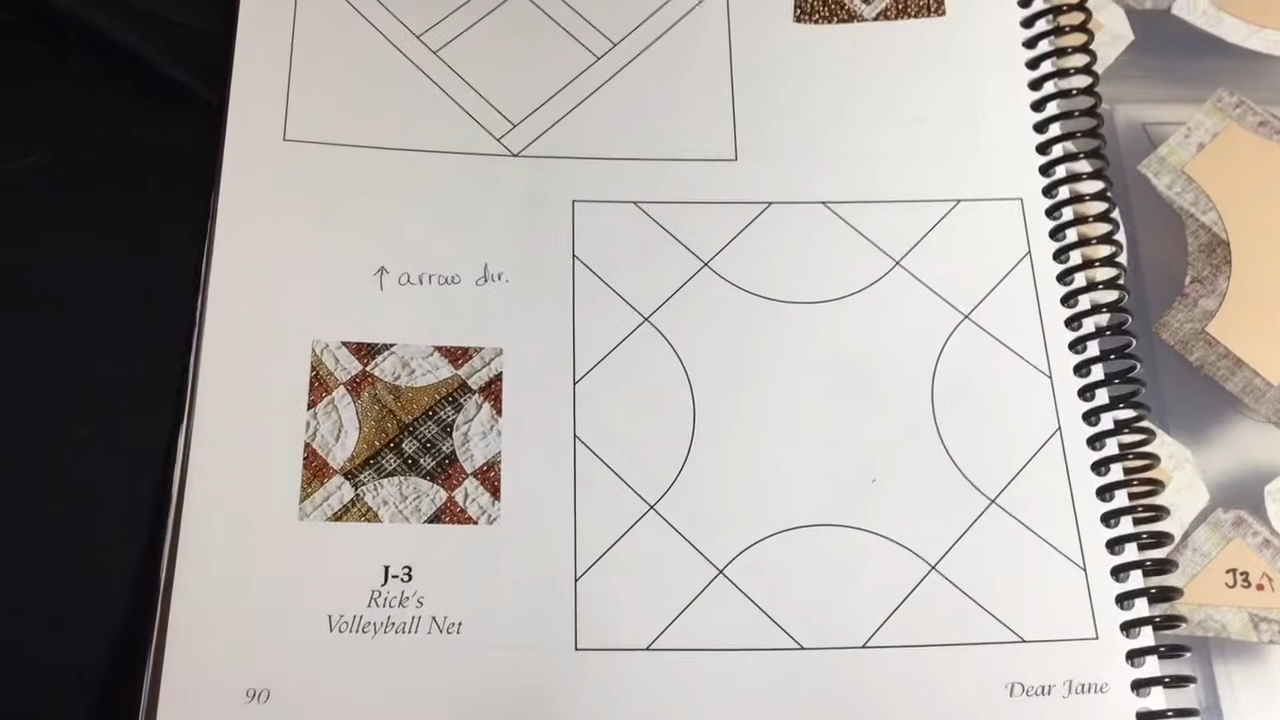 ↑ arrow dir.
J-3
Rick's
Volleyball Net
J3.↑
90
Dear Jane